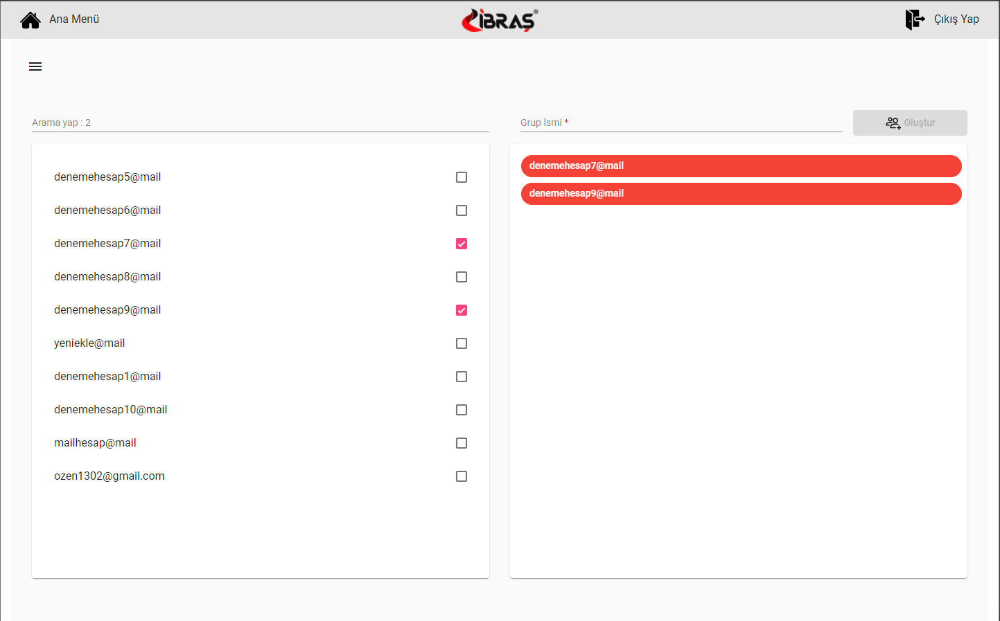 Ana Menü
İBRAŞ®
Çıkış Yap
Arama yap : 2
Grup İsmi *
Oluştur
denemehesap5@mail
denemehesap6@mail
denemehesap7@mail
denemehesap8@mail
denemehesap9@mail
yeniekle@mail
denemehesap1@mail
denemehesap10@mail
mailhesap@mail
ozen1302@gmail.com
denemehesap7@mail
denemehesap9@mail